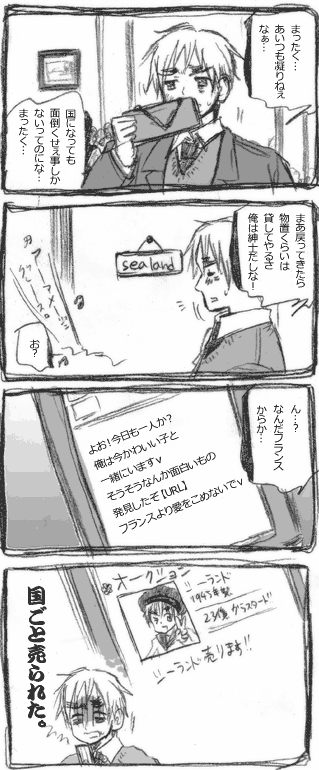 まったく…
あいつも凝りねぇ
なぁ…
国になっても
面倒くせぇ事しか
ないってのにな…
まったく…
まあ戻ってきたら
物置くらいは
貸してやるさ
俺は紳士だしな！
sealand
お？
ん…？
なんだフランス
からか…
よお！今日も一人か？
俺は今かわいい子と
一緒にいますv
そうそうなんか面白いもの
発見したぞ【URL】
フランスより愛をこめないでv
オークション
シーランド
1943年製
23億からスタート
シーランド売ります!!
国ごと売られた。